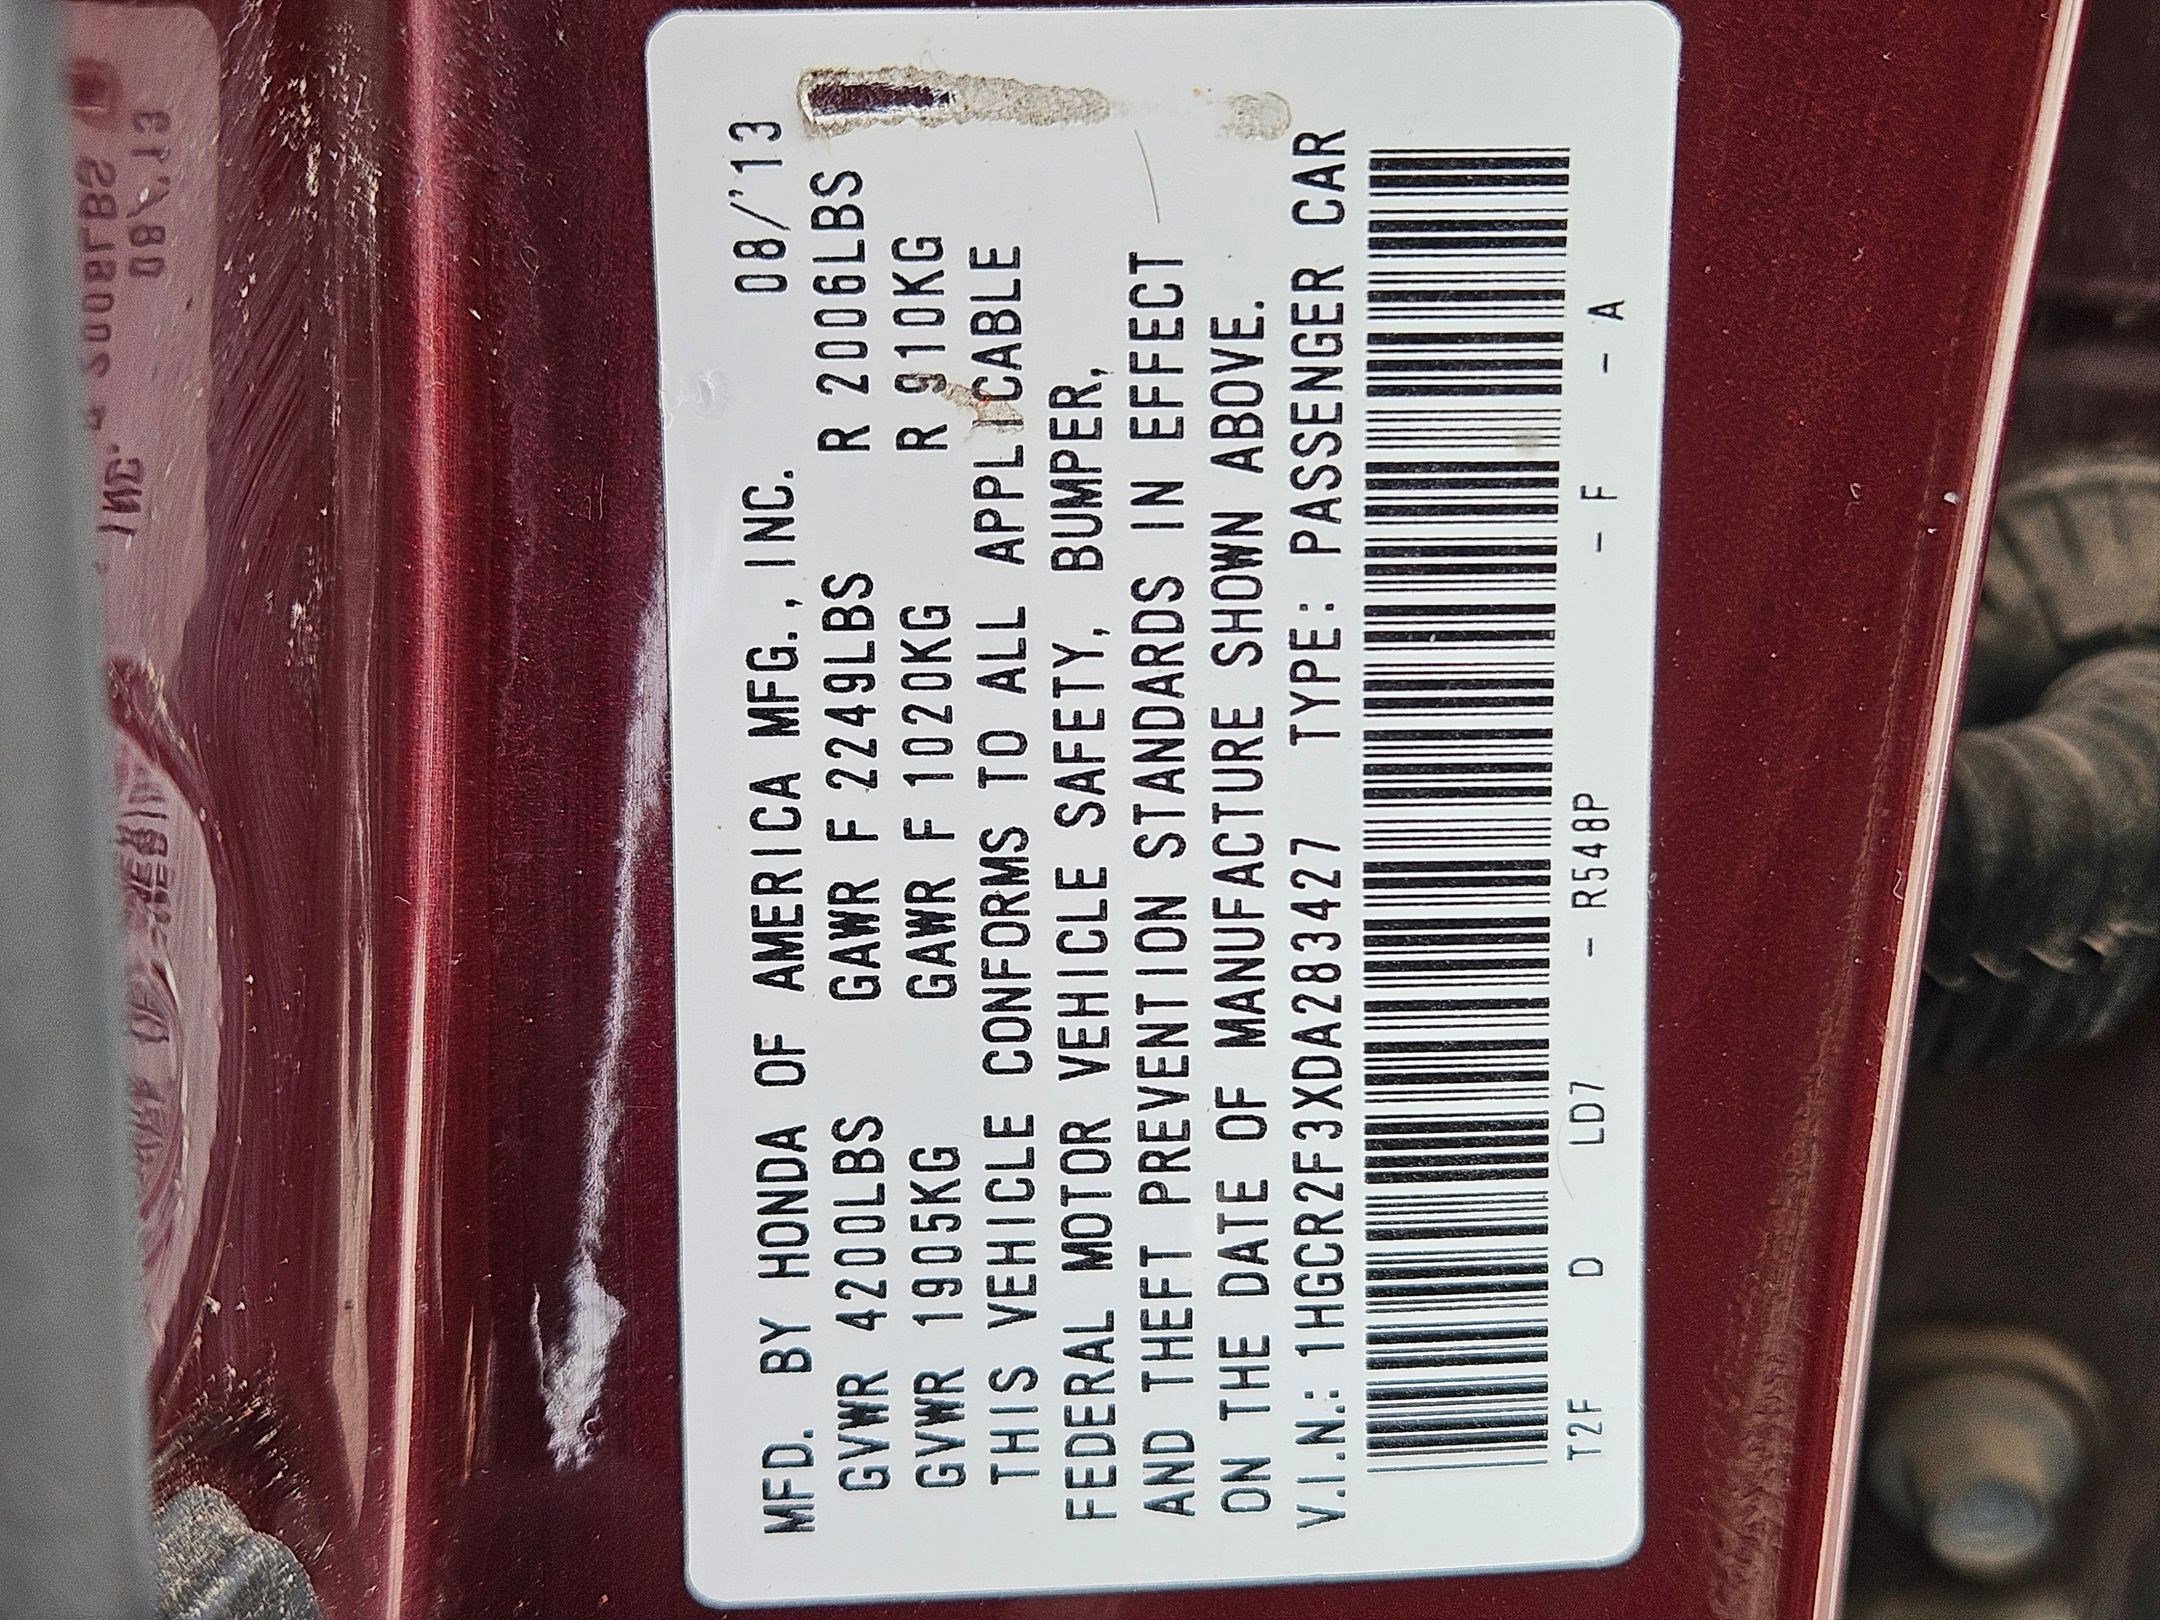 MFD. BY HONDA OF AMERICA MFG., INC. 08/'13
GVWR 4200LBS GAWR F 2249LBS R 2006LBS
GVWR 1905KG GAWR F 1020KG R 910KG
THIS VEHICLE CONFORMS TO ALL APPLICABLE
FEDERAL MOTOR VEHICLE SAFETY, BUMPER,
AND THEFT PREVENTION STANDARDS IN EFFECT
ON THE DATE OF MANUFACTURE SHOWN ABOVE.
V.I.N.: 1HGCR2F3XDA283427 TYPE: PASSENGER CAR
T2F D LD7 - R548P - F - A